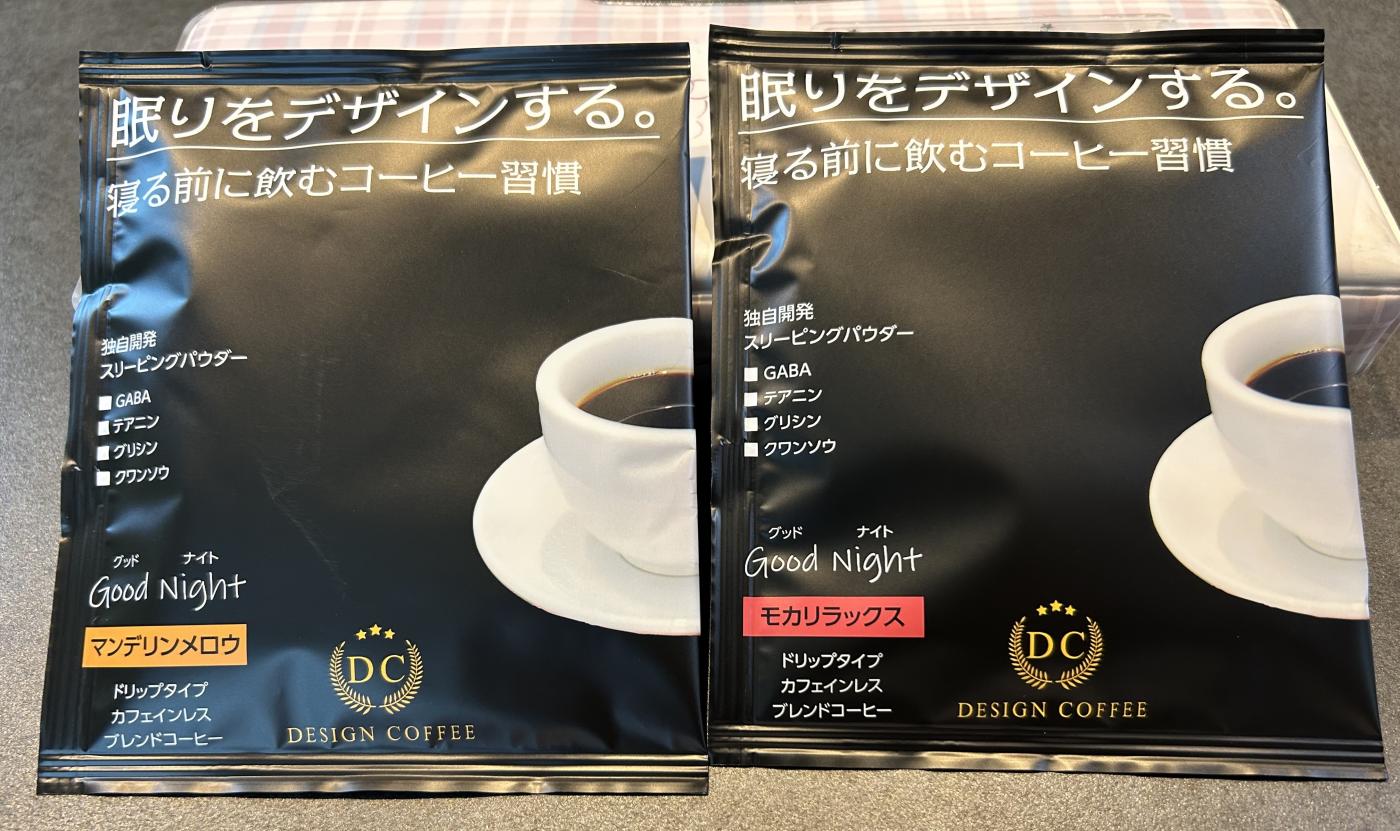 眠りをデザインする。
寝る前に飲むコーヒー習慣
独自開発
スリーピングパウダー
GABA
テアニン
グリシン
クワンソウ
グッド ナイト
Good Night
マンデリンメロウ
ドリップタイプ
カフェインレス
ブレンドコーヒー
DC
DESIGN COFFEE
眠りをデザインする。
寝る前に飲むコーヒー習慣
独自開発
スリーピングパウダー
GABA
テアニン
グリシン
クワンソウ
グッド ナイト
Good Night
モカリラックス
ドリップタイプ
カフェインレス
ブレンドコーヒー
DC
DESIGN COFFEE